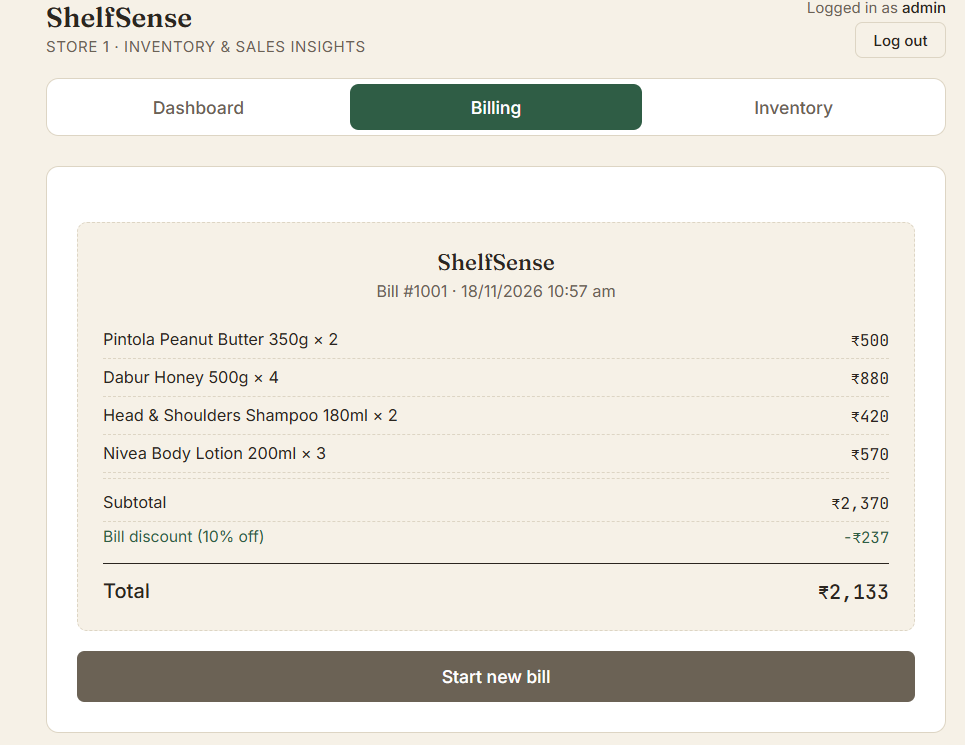 ShelfSense
Logged in as admin
STORE 1 · INVENTORY & SALES INSIGHTS
Log out
Dashboard Billing Inventory
ShelfSense
Bill #1001 · 18/11/2026 10:57 am
Pintola Peanut Butter 350g × 2 ₹500
Dabur Honey 500g × 4 ₹880
Head & Shoulders Shampoo 180ml × 2 ₹420
Nivea Body Lotion 200ml × 3 ₹570
Subtotal ₹2,370
Bill discount (10% off) -₹237
Total ₹2,133
Start new bill